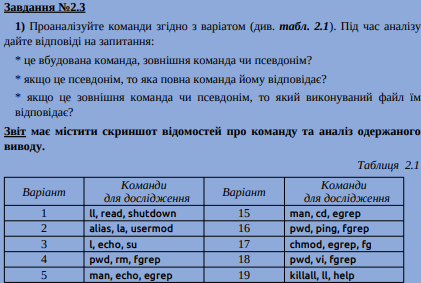 Завдання №2.3
1) Проаналізуйте команди згідно з варіатом (див. табл. 2.1). Під час аналізу
дайте відповіді на запитання:
* це вбудована команда, зовнішня команда чи псевдонім?
* якщо це псевдонім, то яка повна команда йому відповідає?
* якщо це зовнішня команда чи псевдонім, то який виконуваний файл їм
відповідає?
Звіт має містити скриншот відомостей про команду та аналіз одержаного
виводу.
Таблиця 2.1
Варіант Команди для дослідження Варіант Команди для дослідження
1 ll, read, shutdown 15 man, cd, egrep
2 alias, la, usermod 16 pwd, ping, fgrep
3 l, echo, su 17 chmod, egrep, fg
4 pwd, rm, fgrep 18 pwd, vi, fgrep
5 man, echo, egrep 19 killall, ll, help